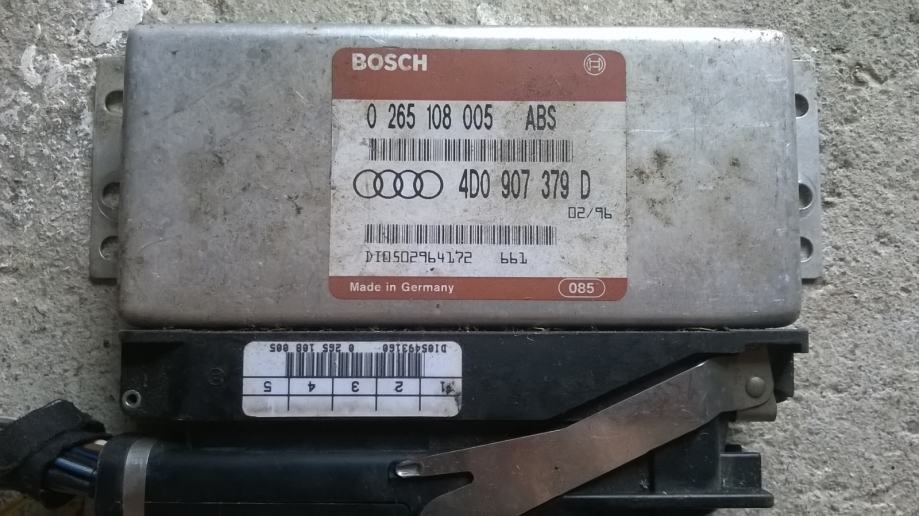 BOSCH
0 265 108 005 ABS
4D0 907 379 D
02/96
DI0502964172 661
Made in Germany 085
DI05493160 0 265 108 005
1 2 3 4 5